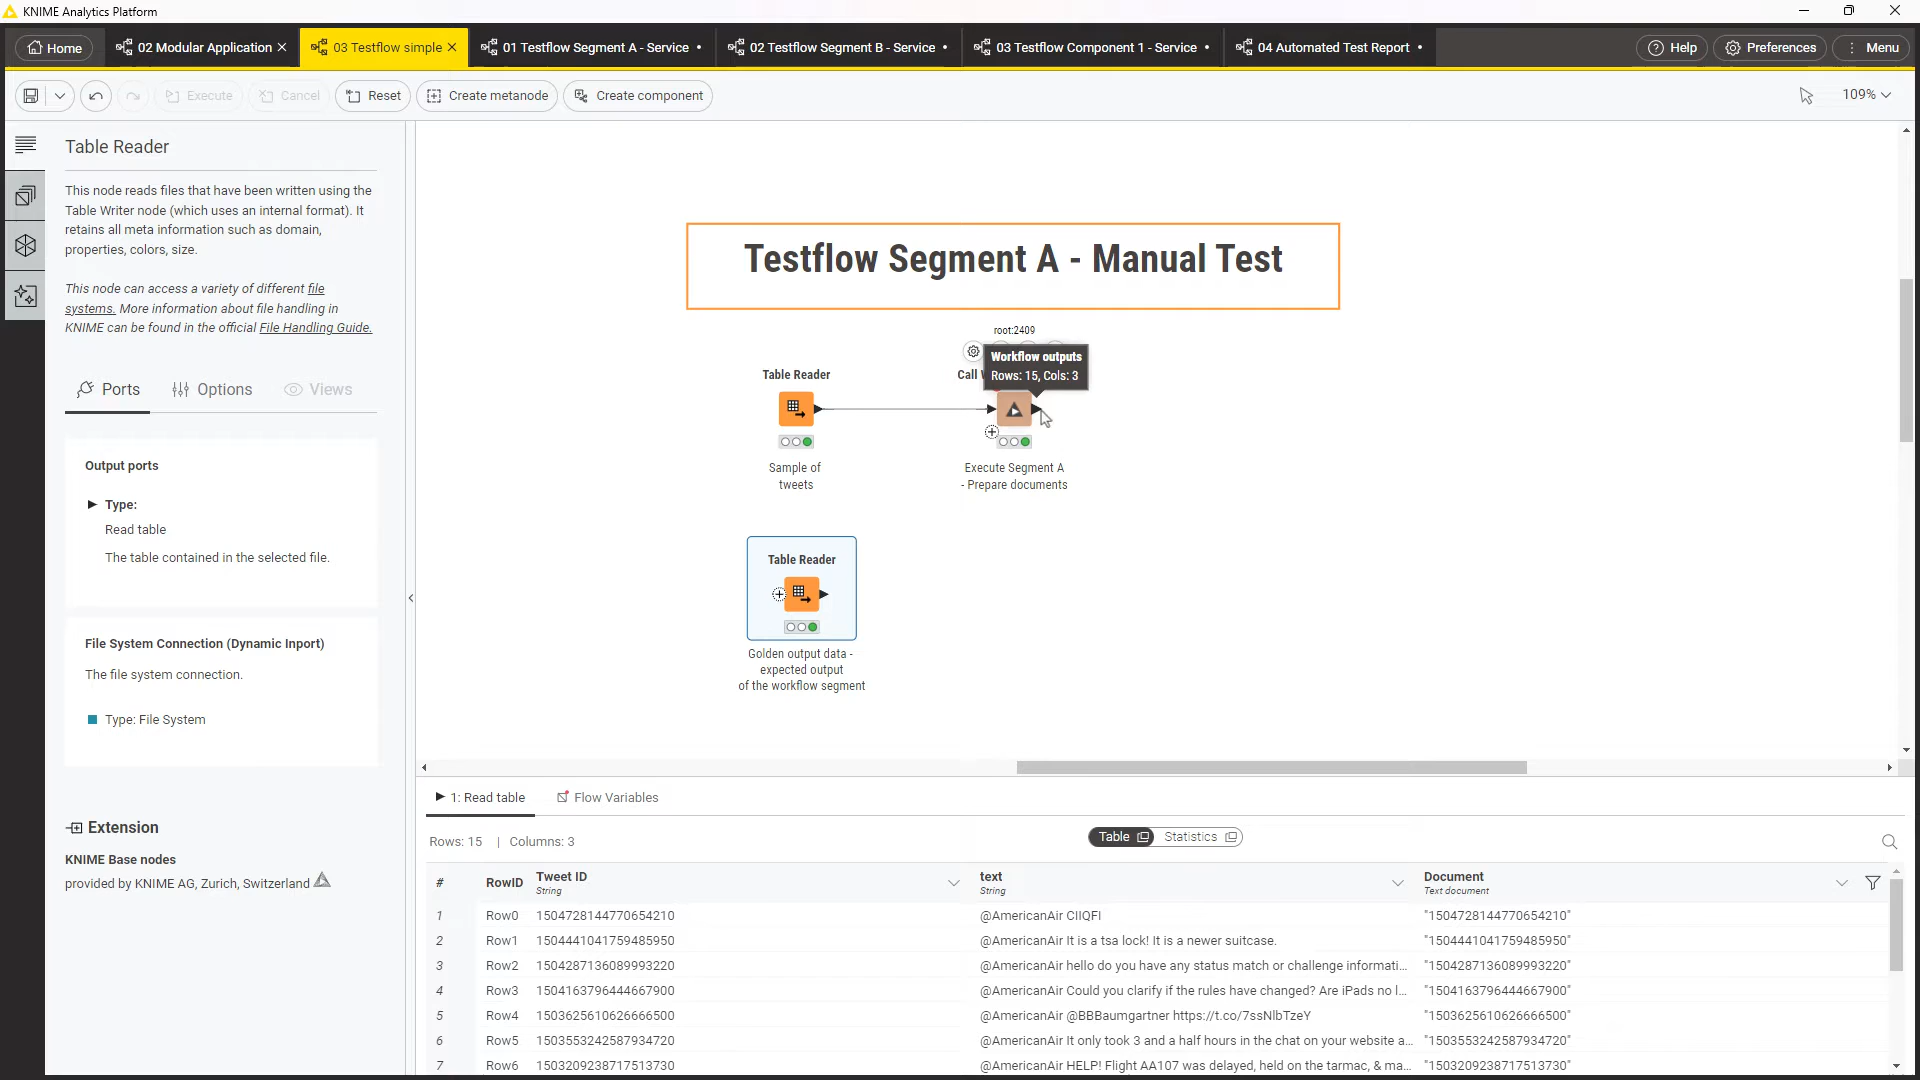 KNIME Analytics Platform
Home
02 Modular Application
03 Testflow simple
01 Testflow Segment A - Service
02 Testflow Segment B - Service
03 Testflow Component 1 - Service
04 Automated Test Report
Help
Preferences
Menu
Execute
Cancel
Reset
Create metanode
Create component
109%
Table Reader
This node reads files that have been written using the
Table Writer node (which uses an internal format). It
retains all meta information such as domain,
properties, colors, size.
This node can access a variety of different file
systems. More information about file handling in
KNIME can be found in the official File Handling Guide.
Ports
Options
Views
Output ports
Type:
Read table
The table contained in the selected file.
File System Connection (Dynamic Inport)
The file system connection.
Type: File System
Extension
KNIME Base nodes
provided by KNIME AG, Zurich, Switzerland
Testflow Segment A - Manual Test
root:2409
Workflow outputs
Rows: 15, Cols: 3
Table Reader
Call
Sample of
tweets
Execute Segment A
- Prepare documents
Table Reader
Golden output data -
expected output
of the workflow segment
1: Read table
Flow Variables
Rows: 15 | Columns: 3
Table
Statistics
# RowID Tweet ID text Document
String String Text document
1 Row0 1504728144770654210 @AmericanAir CIIQFI "1504728144770654210"
2 Row1 1504441041759485950 @AmericanAir It is a tsa lock! It is a newer suitcase. "1504441041759485950"
3 Row2 1504287136089993220 @AmericanAir hello do you have any status match or challenge informati... "1504287136089993220"
4 Row3 1504163796444667900 @AmericanAir Could you clarify if the rules have changed? Are iPads no l... "1504163796444667900"
5 Row4 1503625610626666500 @AmericanAir @BBBaumgartner https://t.co/7ssNlbTzeY "1503625610626666500"
6 Row5 1503553242587934720 @AmericanAir It only took 3 and a half hours in the chat on your website a... "1503553242587934720"
7 Row6 1503209238717513730 @AmericanAir HELP! Flight AA107 was delayed, held on the tarmac, & ma... "1503209238717513730"